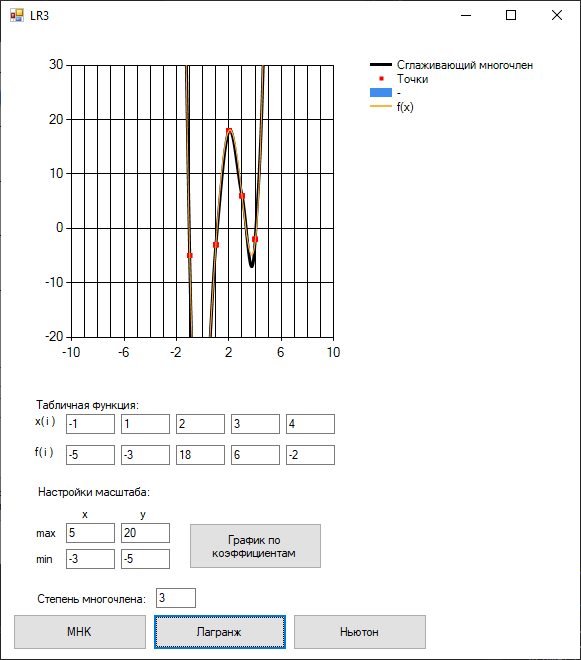 LR3
Сглаживающий многочлен
Точки
-
f(x)
30
20
10
0
-10
-20
-10 -6 -2 2 6 10
Табличная функция:
x(i) -1 1 2 3 4
f(i) -5 -3 18 6 -2
Настройки масштаба:
x y
max 5 20
min -3 -5
График по
коэффициентам
Степень многочлена: 3
МНК Лагранж Ньютон